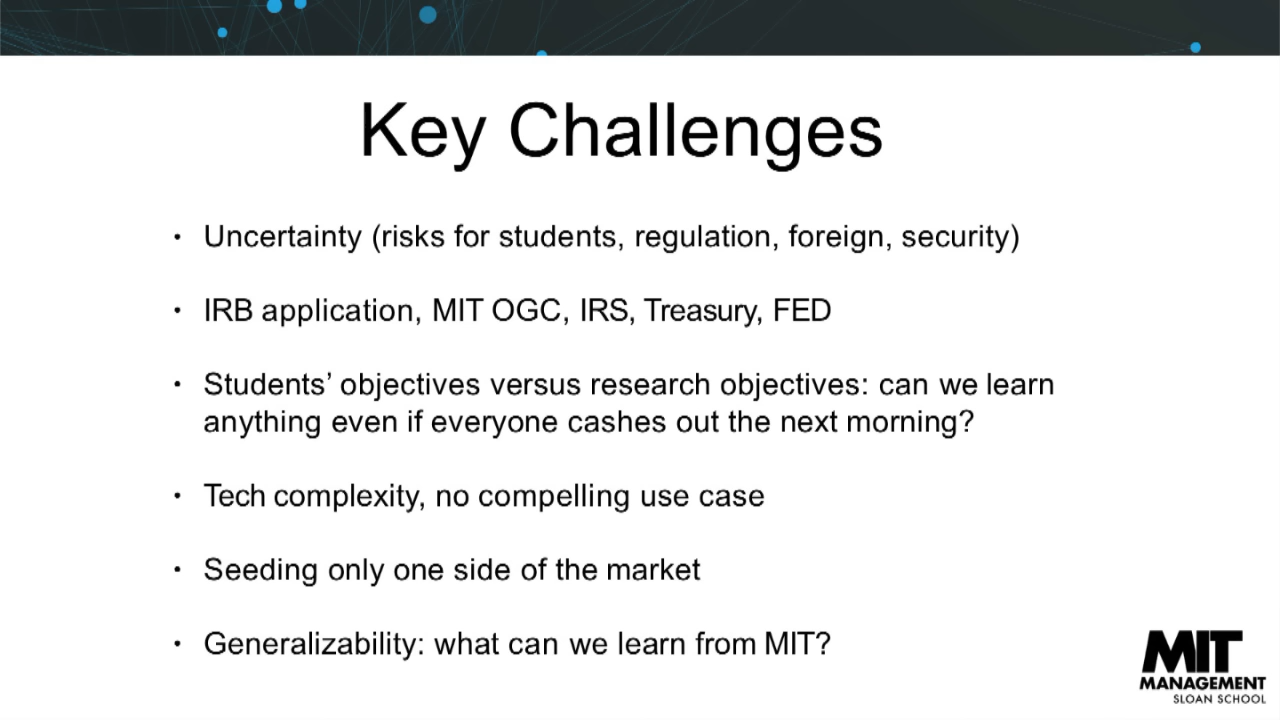 Key Challenges
• Uncertainty (risks for students, regulation, foreign, security)
• IRB application, MIT OGC, IRS, Treasury, FED
• Students’ objectives versus research objectives: can we learn
anything even if everyone cashes out the next morning?
• Tech complexity, no compelling use case
• Seeding only one side of the market
• Generalizability: what can we learn from MIT?
MIT
MANAGEMENT
SLOAN SCHOOL